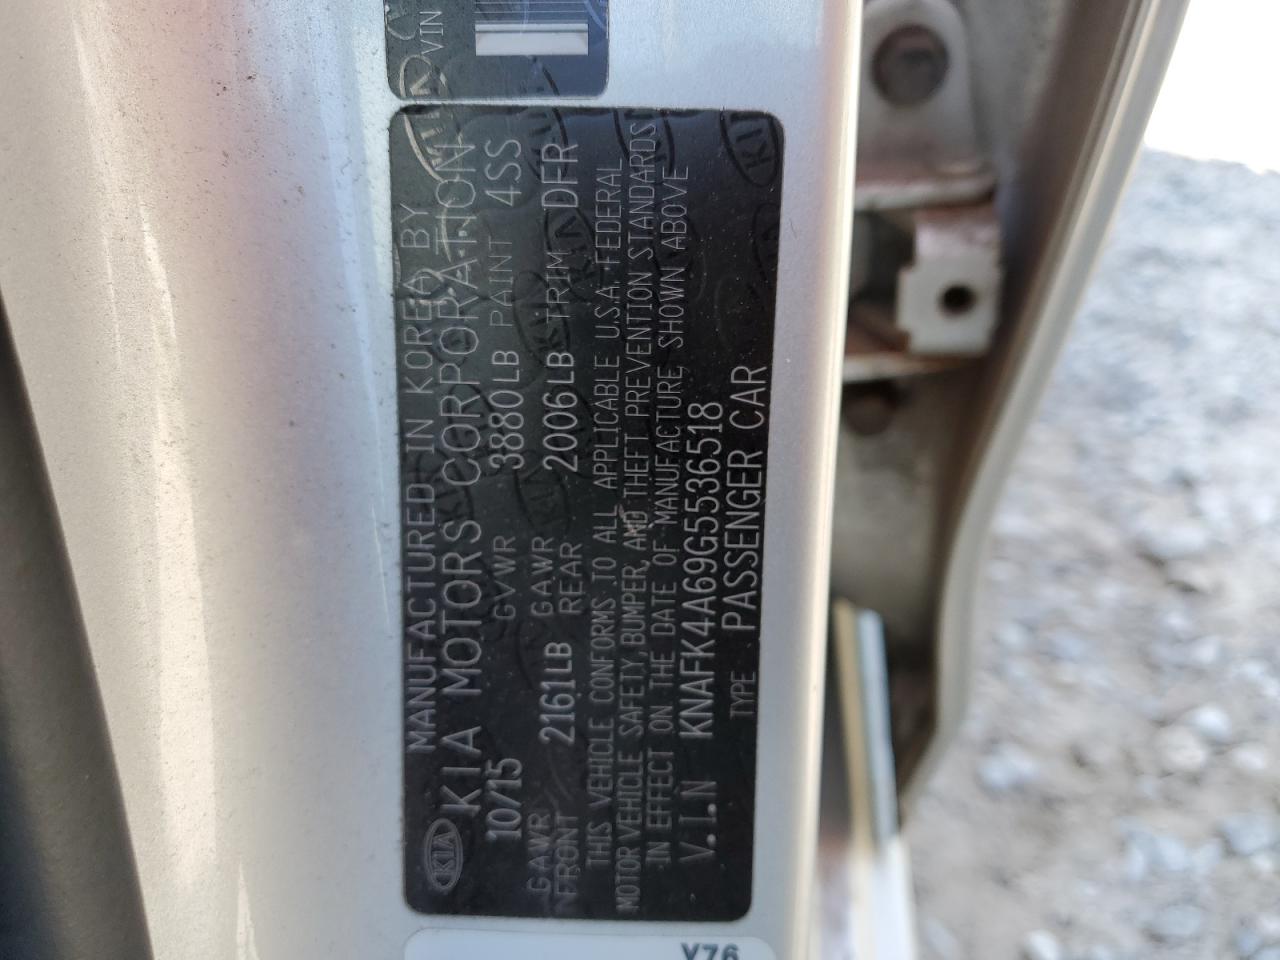 VIN
MANUFACTURED IN KOREA BY
KIA KIA MOTORS CORPORATION
10/15 GVWR 3880LB PAINT 4SS
GAWR FRONT 2161LB GAWR REAR 2006LB TRIM DFR
THIS VEHICLE CONFORMS TO ALL APPLICABLE U.S.A. FEDERAL
MOTOR VEHICLE SAFETY, BUMPER, AND THEFT PREVENTION STANDARDS
IN EFFECT ON THE DATE OF MANUFACTURE SHOWN ABOVE
V.I.N KNAFK4A69G5536518
TYPE PASSENGER CAR
Y76